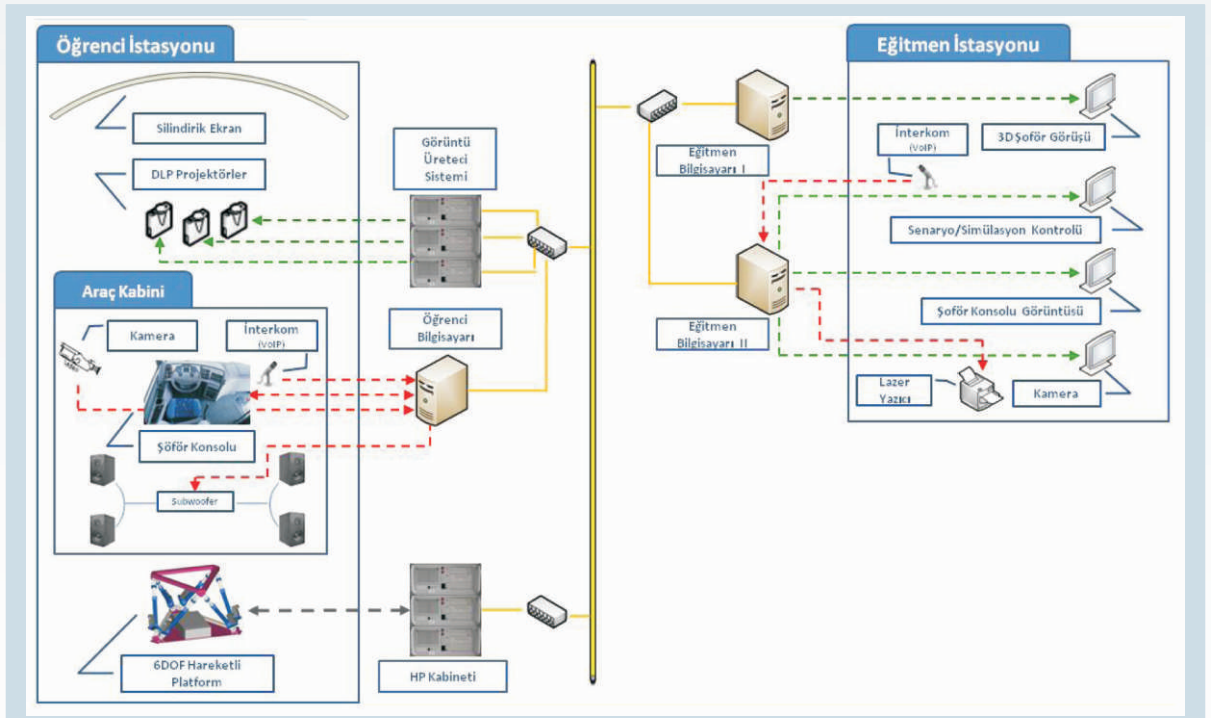 Öğrenci İstasyonu
Silindirik Ekran
DLP Projektörler
Görüntü
Üreteci
Sistemi
Araç Kabini
Kamera
İnterkom
(VoIP)
Öğrenci
Bilgisayarı
Şöför Konsolu
Subwoofer
6DOF Hareketli
Platform
HP Kabineti
Eğitmen İstasyonu
Eğitmen
Bilgisayarı I
İnterkom
(VoIP)
3D Şoför Görüşü
Senaryo/Simülasyon Kontrolü
Eğitmen
Bilgisayarı II
Şoför Konsolu Görüntüsü
Lazer
Yazıcı
Kamera